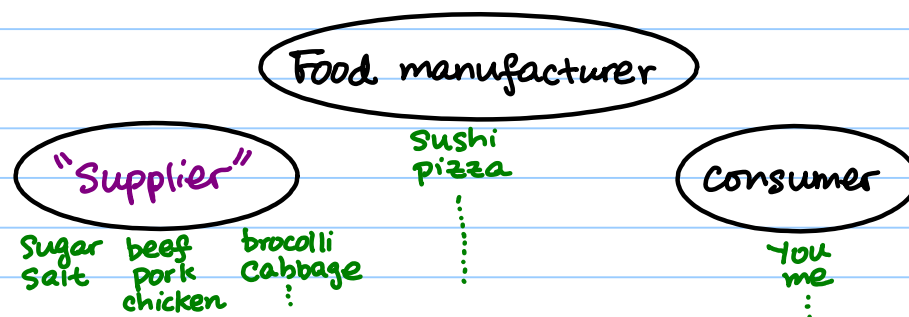 Food manufacturer
sushi
pizza
"Supplier"
Sugar
Salt
beef
pork
chicken
brocolli
Cabbage
consumer
You
me